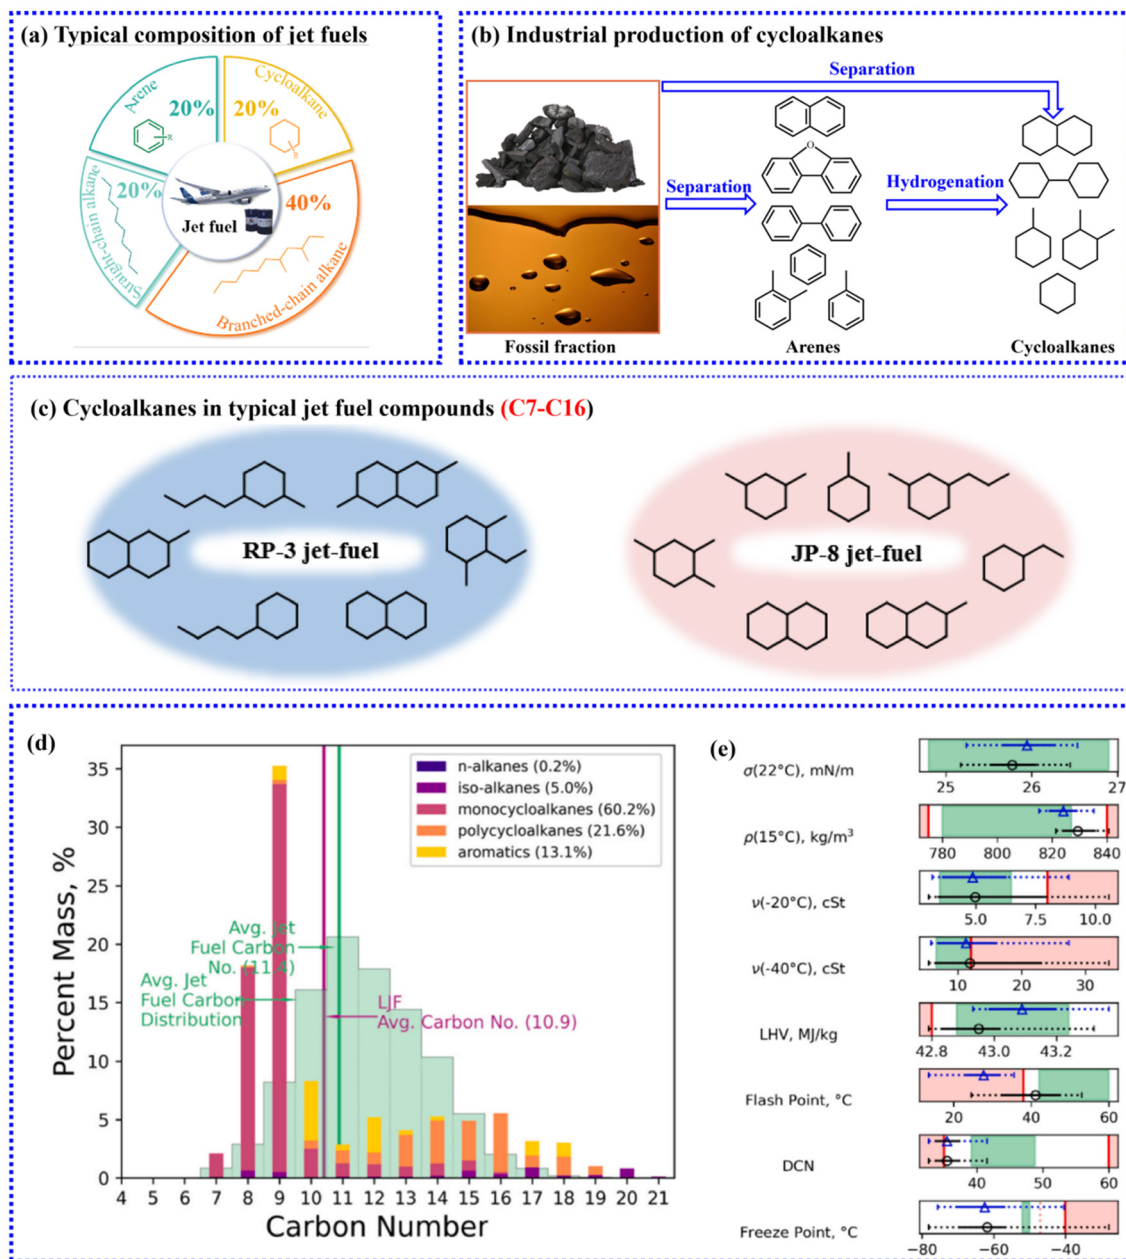 (a) Typical composition of jet fuels
Arene
20%
R
Cycloalkane
20%
R
Straight-chain alkane
20%
40%
Branched-chain alkane
Jet fuel
(b) Industrial production of cycloalkanes
Separation
Separation
Hydrogenation
O
Fossil fraction
Arenes
Cycloalkanes
(c) Cycloalkanes in typical jet fuel compounds (C7-C16)
RP-3 jet-fuel
JP-8 jet-fuel
(d)
Percent Mass, %
35
30
25
20
15
10
5
0
n-alkanes (0.2%)
iso-alkanes (5.0%)
monocycloalkanes (60.2%)
polycycloalkanes (21.6%)
aromatics (13.1%)
Avg. Jet
Fuel Carbon
No. (11.4)
Avg. Jet
Fuel Carbon
Distribution
LJF
Avg. Carbon No. (10.9)
4 5 6 7 8 9 10 11 12 13 14 15 16 17 18 19 20 21
Carbon Number
(e)
σ(22°C), mN/m
25 26 27
ρ(15°C), kg/m³
780 800 820 840
ν(-20°C), cSt
5.0 7.5 10.0
ν(-40°C), cSt
10 20 30
LHV, MJ/kg
42.8 43.0 43.2
Flash Point, °C
20 40 60
DCN
40 50 60
Freeze Point, °C
−80 −60 −40